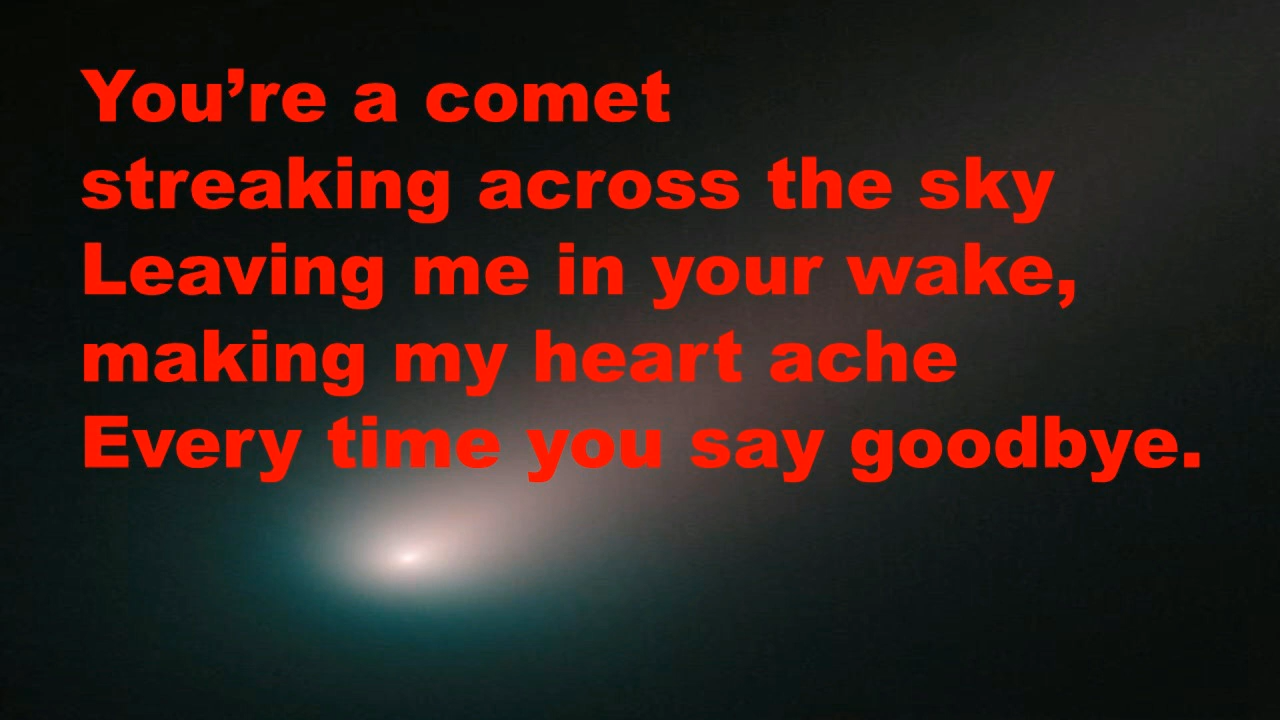 You’re a comet
streaking across the sky
Leaving me in your wake,
making my heart ache
Every time you say goodbye.